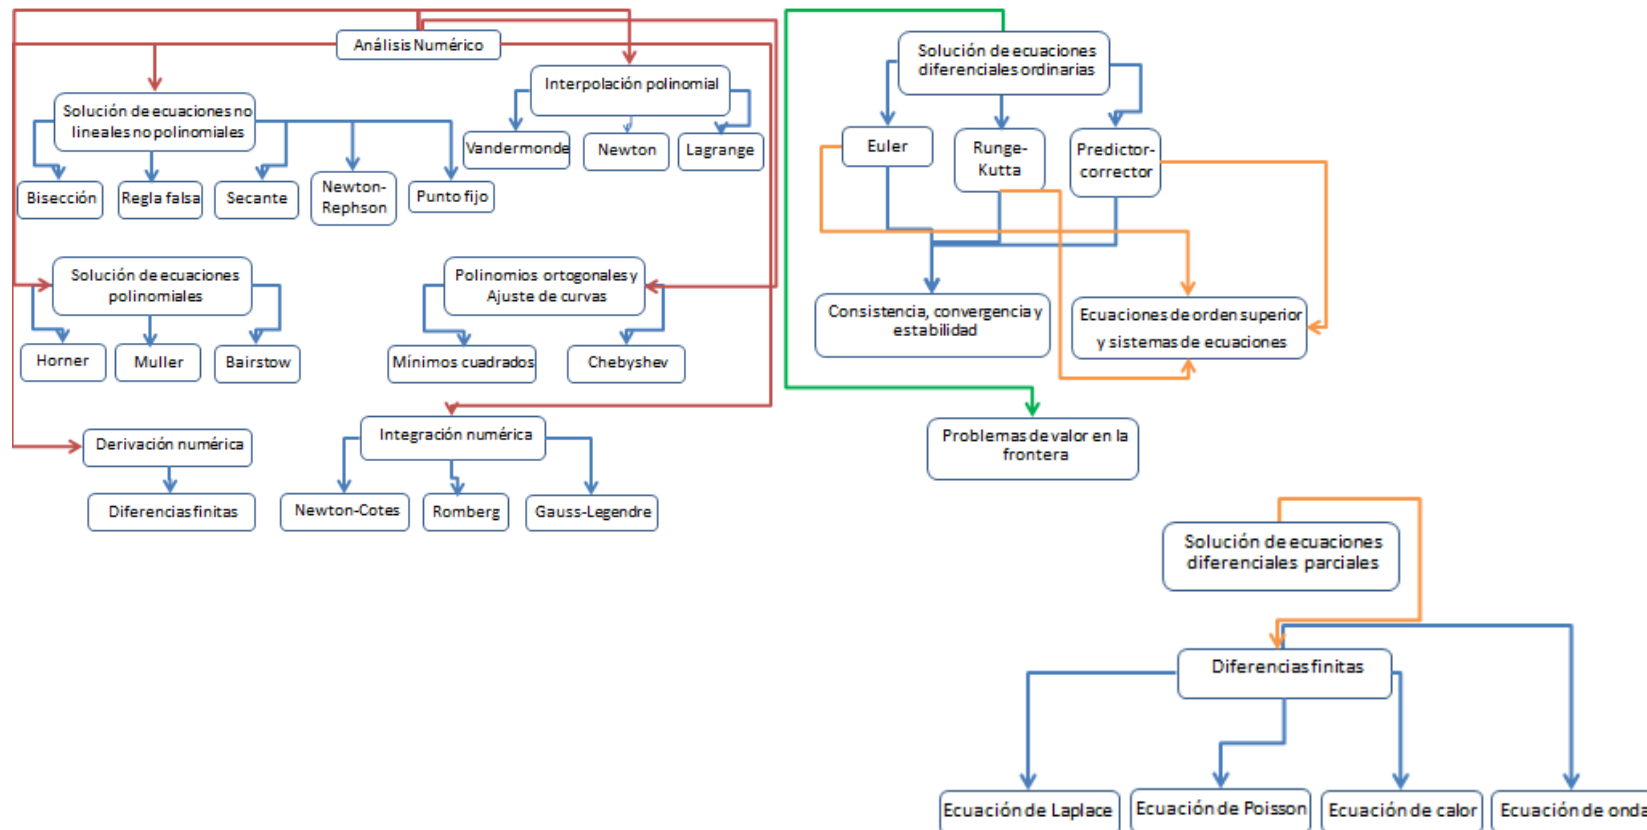 Análisis Numérico
Solución de ecuaciones no
lineales no polinomiales
Bisección
Regla falsa
Secante
Newton-
Rephson
Punto fijo
Interpolación polinomial
Vandermonde
Newton
Lagrange
Solución de ecuaciones
polinomiales
Horner
Muller
Bairstow
Polinomios ortogonales y
Ajuste de curvas
Mínimos cuadrados
Chebyshev
Derivación numérica
Diferencias finitas
Integración numérica
Newton-Cotes
Romberg
Gauss-Legendre
Solución de ecuaciones
diferenciales ordinarias
Euler
Runge-
Kutta
Predictor-
corrector
Consistencia, convergencia y
estabilidad
Ecuaciones de orden superior
y sistemas de ecuaciones
Problemas de valor en la
frontera
Solución de ecuaciones
diferenciales parciales
Diferencias finitas
Ecuación de Laplace
Ecuación de Poisson
Ecuación de calor
Ecuación de onda